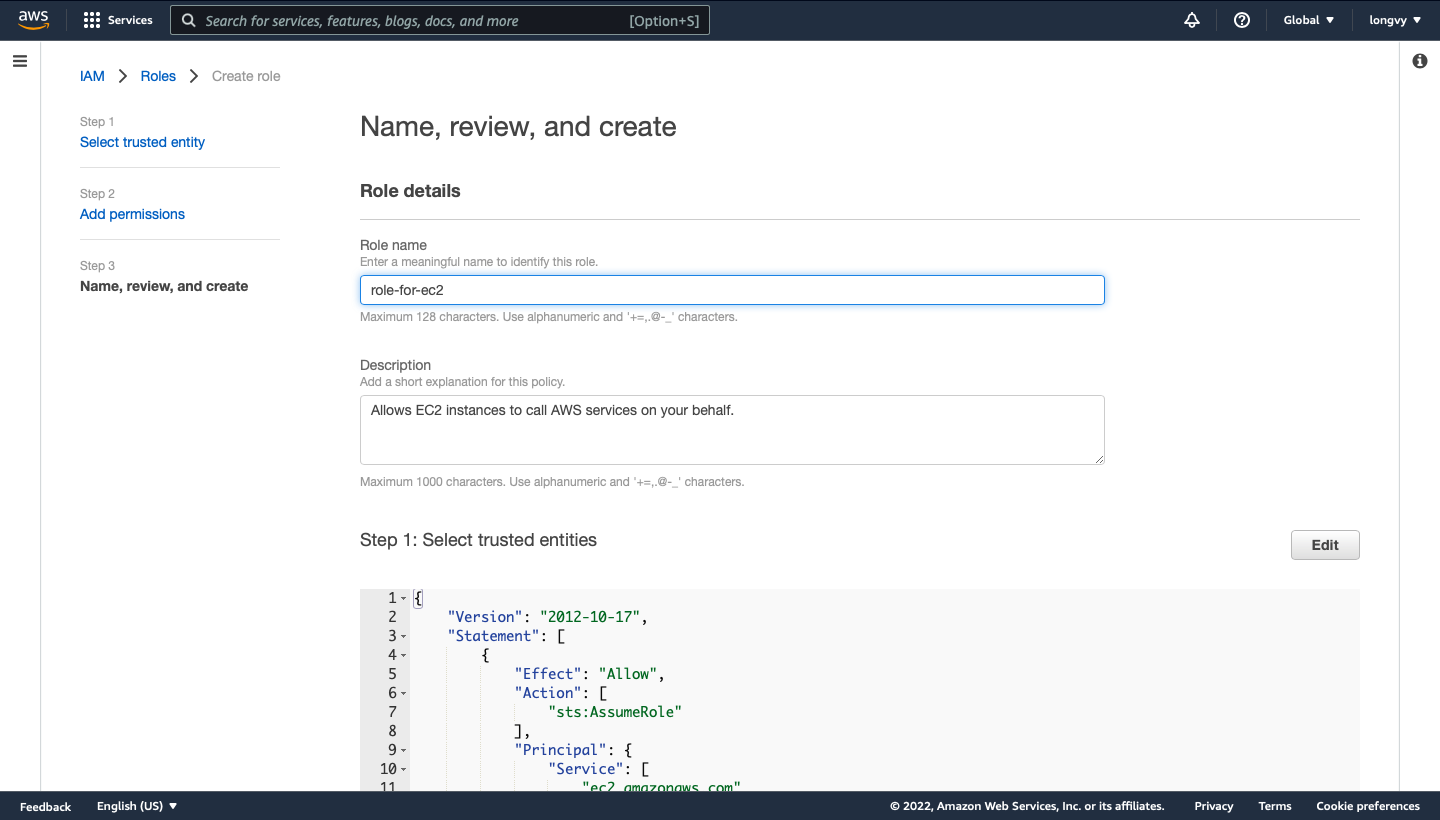 aws
Services
Search for services, features, blogs, docs, and more
[Option+S]
Global
longvy
IAM
Roles
Create role
Step 1
Select trusted entity
Step 2
Add permissions
Step 3
Name, review, and create
Name, review, and create
Role details
Role name
Enter a meaningful name to identify this role.
role-for-ec2
Maximum 128 characters. Use alphanumeric and '+=,.@-_' characters.
Description
Add a short explanation for this policy.
Allows EC2 instances to call AWS services on your behalf.
Maximum 1000 characters. Use alphanumeric and '+=,.@-_' characters.
Step 1: Select trusted entities
Edit
1 {
2 "Version": "2012-10-17",
3 "Statement": [
4 {
5 "Effect": "Allow",
6 "Action": [
7 "sts:AssumeRole"
8 ],
9 "Principal": {
10 "Service": [
11 "ec2.amazonaws.com"
Feedback
English (US)
© 2022, Amazon Web Services, Inc. or its affiliates.
Privacy
Terms
Cookie preferences